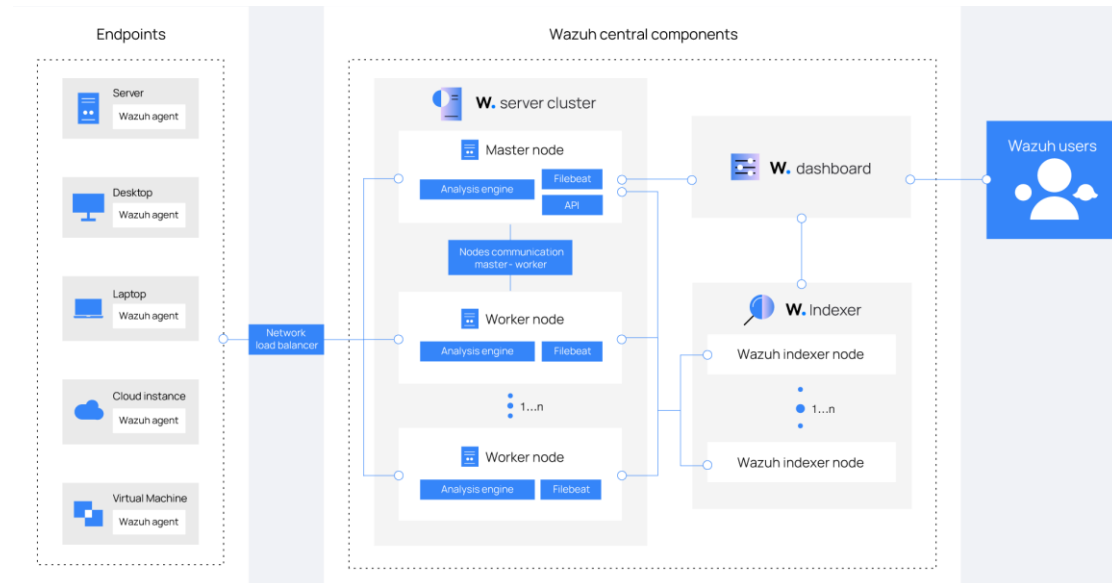 Endpoints
Wazuh central components
Server
Wazuh agent
Desktop
Wazuh agent
Laptop
Wazuh agent
Cloud instance
Wazuh agent
Virtual Machine
Wazuh agent
Network
load balancer
W. server cluster
Master node
Analysis engine
Filebeat
API
Nodes communication
master- worker
Worker node
Analysis engine
Filebeat
1...n
Worker node
Analysis engine
Filebeat
W. dashboard
W. Indexer
Wazuh indexer node
1...n
Wazuh indexer node
Wazuh users